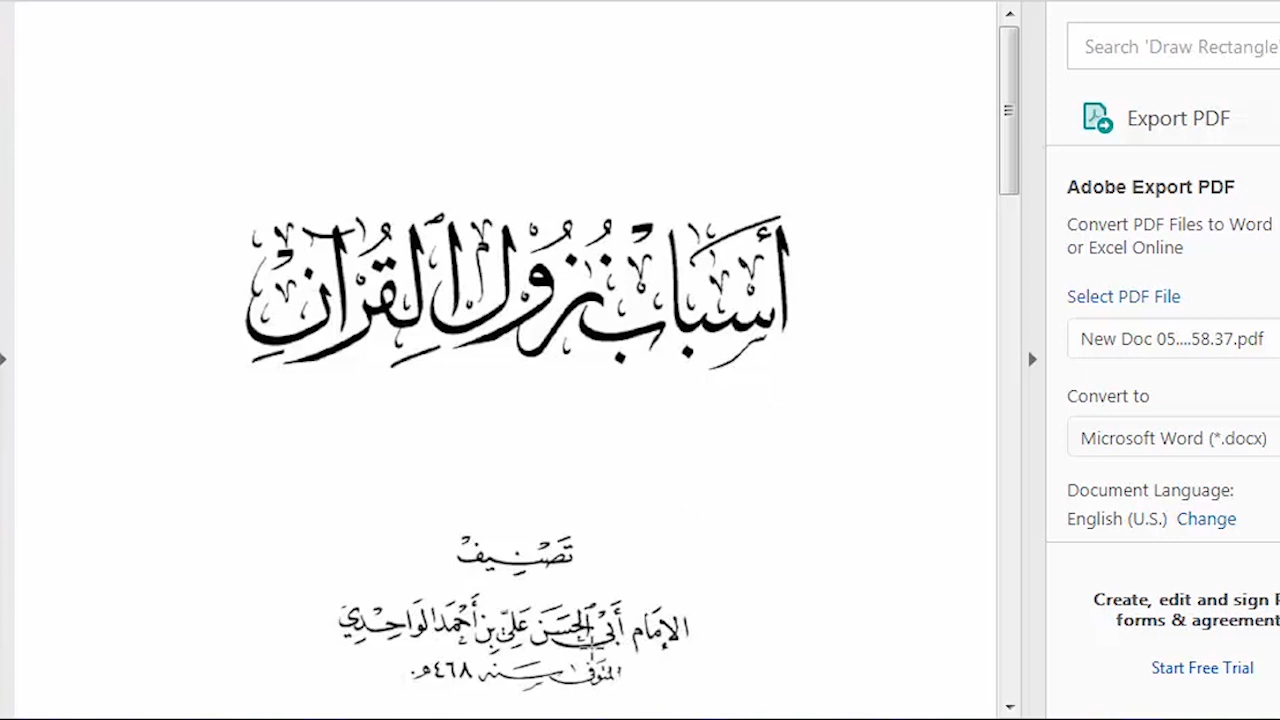 أسباب نزول القرآن
تصنيف
الإمام أبي الحسن علي بن أحمد الواحدي
المتوفى سنة ٤٦٨هـ.
Search 'Draw Rectangle'
Export PDF
Adobe Export PDF
Convert PDF Files to Word
or Excel Online
Select PDF File
New Doc 05....58.37.pdf
Convert to
Microsoft Word (*.docx)
Document Language:
English (U.S.) Change
Create, edit and sign
forms & agreement
Start Free Trial